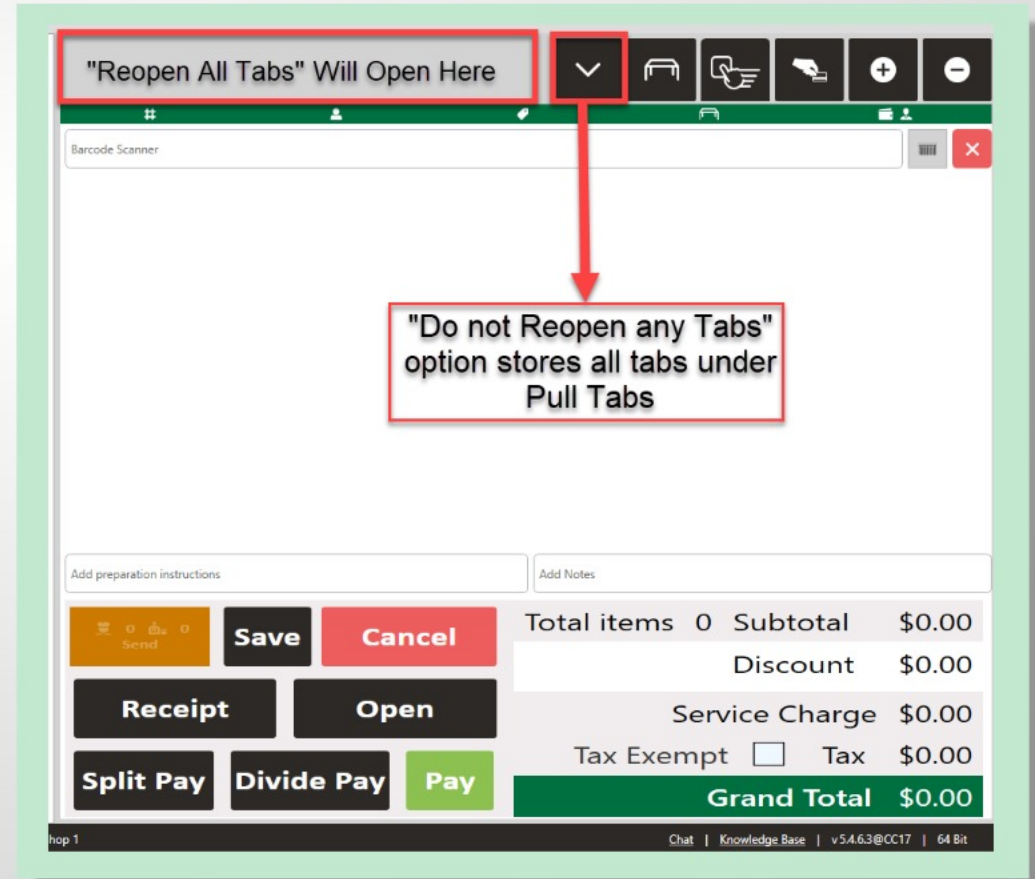 "Reopen All Tabs" Will Open Here
#
Barcode Scanner
"Do not Reopen any Tabs"
option stores all tabs under
Pull Tabs
Add preparation instructions
Add Notes
0 0
Send
Save
Cancel
Total items 0 Subtotal $0.00
Discount $0.00
Receipt
Open
Service Charge $0.00
Tax Exempt Tax $0.00
Split Pay
Divide Pay
Pay
Grand Total $0.00
hop 1
Chat | Knowledge Base | v5.4.6.3@CC17 | 64 Bit